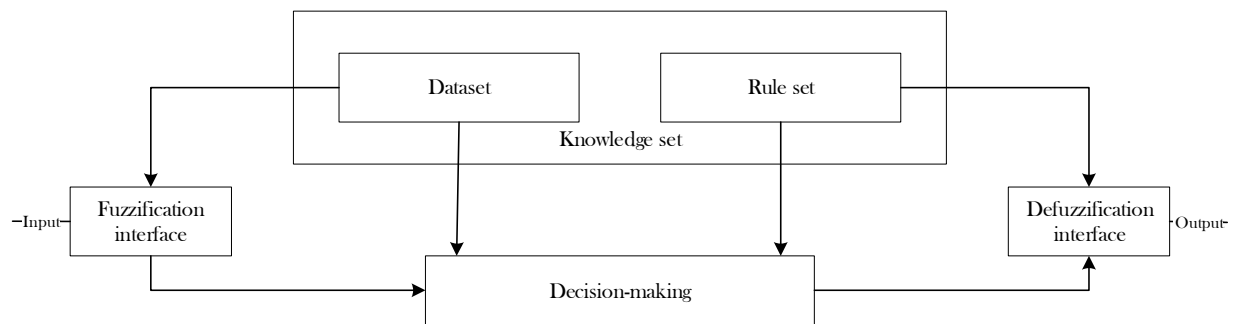 Dataset
Rule set
Knowledge set
Input
Fuzzification
interface
Defuzzification
interface
Output
Decision-making